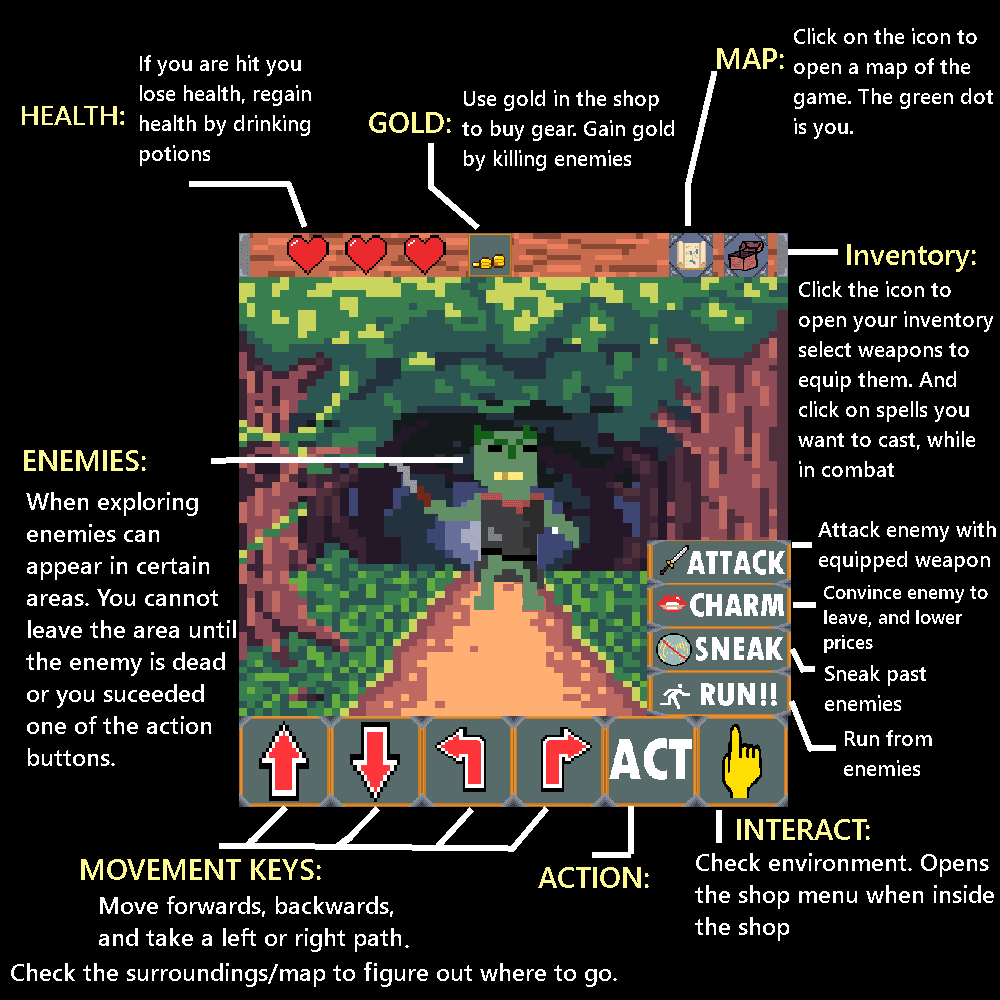 HEALTH:
If you are hit you
lose health, regain
health by drinking
potions
GOLD:
Use gold in the shop
to buy gear. Gain gold
by killing enemies
MAP:
Click on the icon to
open a map of the
game. The green dot
is you.
Inventory:
Click the icon to
open your inventory
select weapons to
equip them. And
click on spells you
want to cast, while
in combat
ENEMIES:
When exploring
enemies can
appear in certain
areas. You cannot
leave the area until
the enemy is dead
or you suceeded
one of the action
buttons.
ATTACK
CHARM
SNEAK
RUN!!
Attack enemy with
equipped weapon
Convince enemy to
leave, and lower
prices
Sneak past
enemies
Run from
enemies
ACT
MOVEMENT KEYS:
Move forwards, backwards,
and take a left or right path.
ACTION:
INTERACT:
Check environment. Opens
the shop menu when inside
the shop
Check the surroundings/map to figure out where to go.